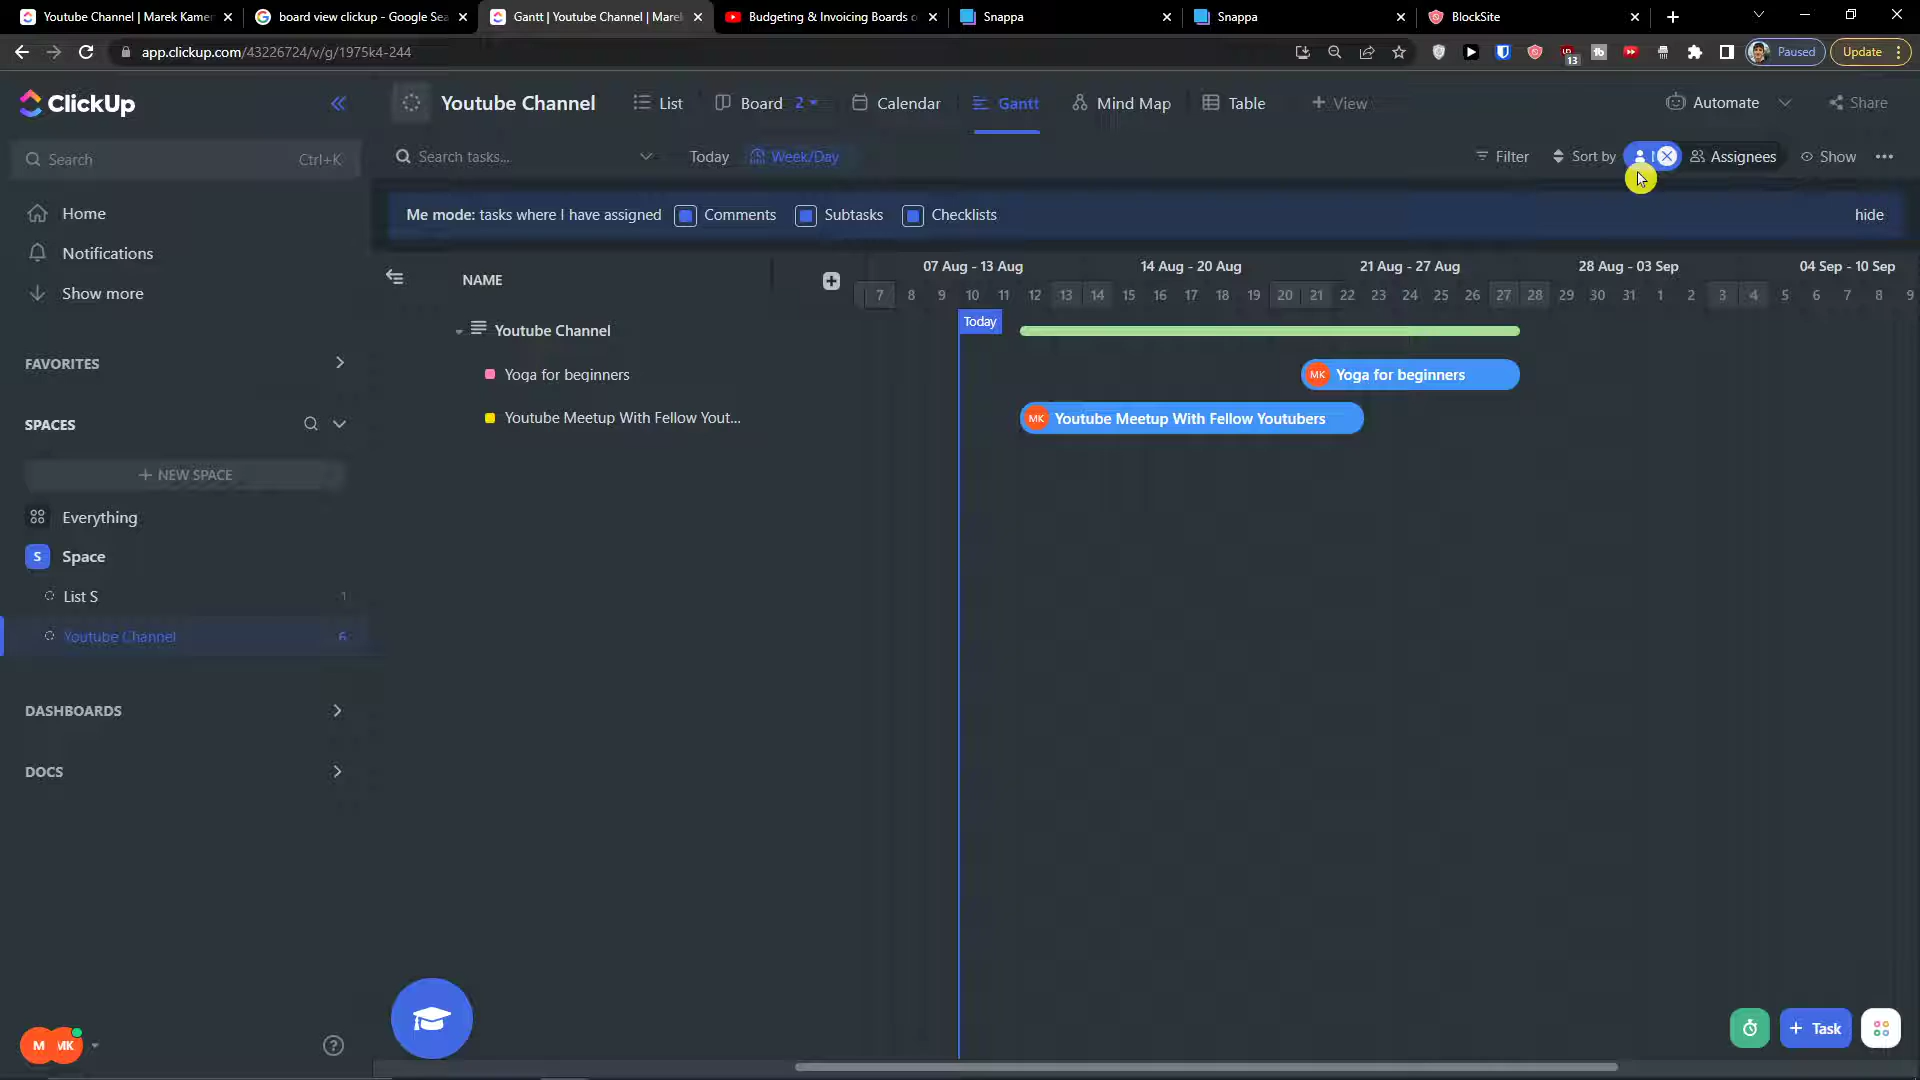 Youtube Channel | Marek Kamer
board view clickup - Google Sea
Gantt | Youtube Channel | Marek
Budgeting & Invoicing Boards o
Snappa
Snappa
BlockSite
app.clickup.com/43226724/v/g/1975k4-244
13
Paused
Update
ClickUp
Youtube Channel
List
Board 2
Calendar
Gantt
Mind Map
Table
+ View
Automate
Share
Search Ctrl+K
Search tasks...
Today
Week/Day
Filter
Sort by
Assignees
Show
Me mode: tasks where I have assigned
Comments
Subtasks
Checklists
hide
Home
Notifications
Show more
FAVORITES
SPACES
+ NEW SPACE
Everything
S Space
List S 1
Youtube Channel 6
DASHBOARDS
DOCS
M MK
NAME
07 Aug - 13 Aug
14 Aug - 20 Aug
21 Aug - 27 Aug
28 Aug - 03 Sep
04 Sep - 10 Sep
7 8 9 10 11 12 13 14 15 16 17 18 19 20 21 22 23 24 25 26 27 28 29 30 31 1 2 3 4 5 6 7 8 9
Today
Youtube Channel
Yoga for beginners
MK Yoga for beginners
Youtube Meetup With Fellow Yout...
MK Youtube Meetup With Fellow Youtubers
+ Task